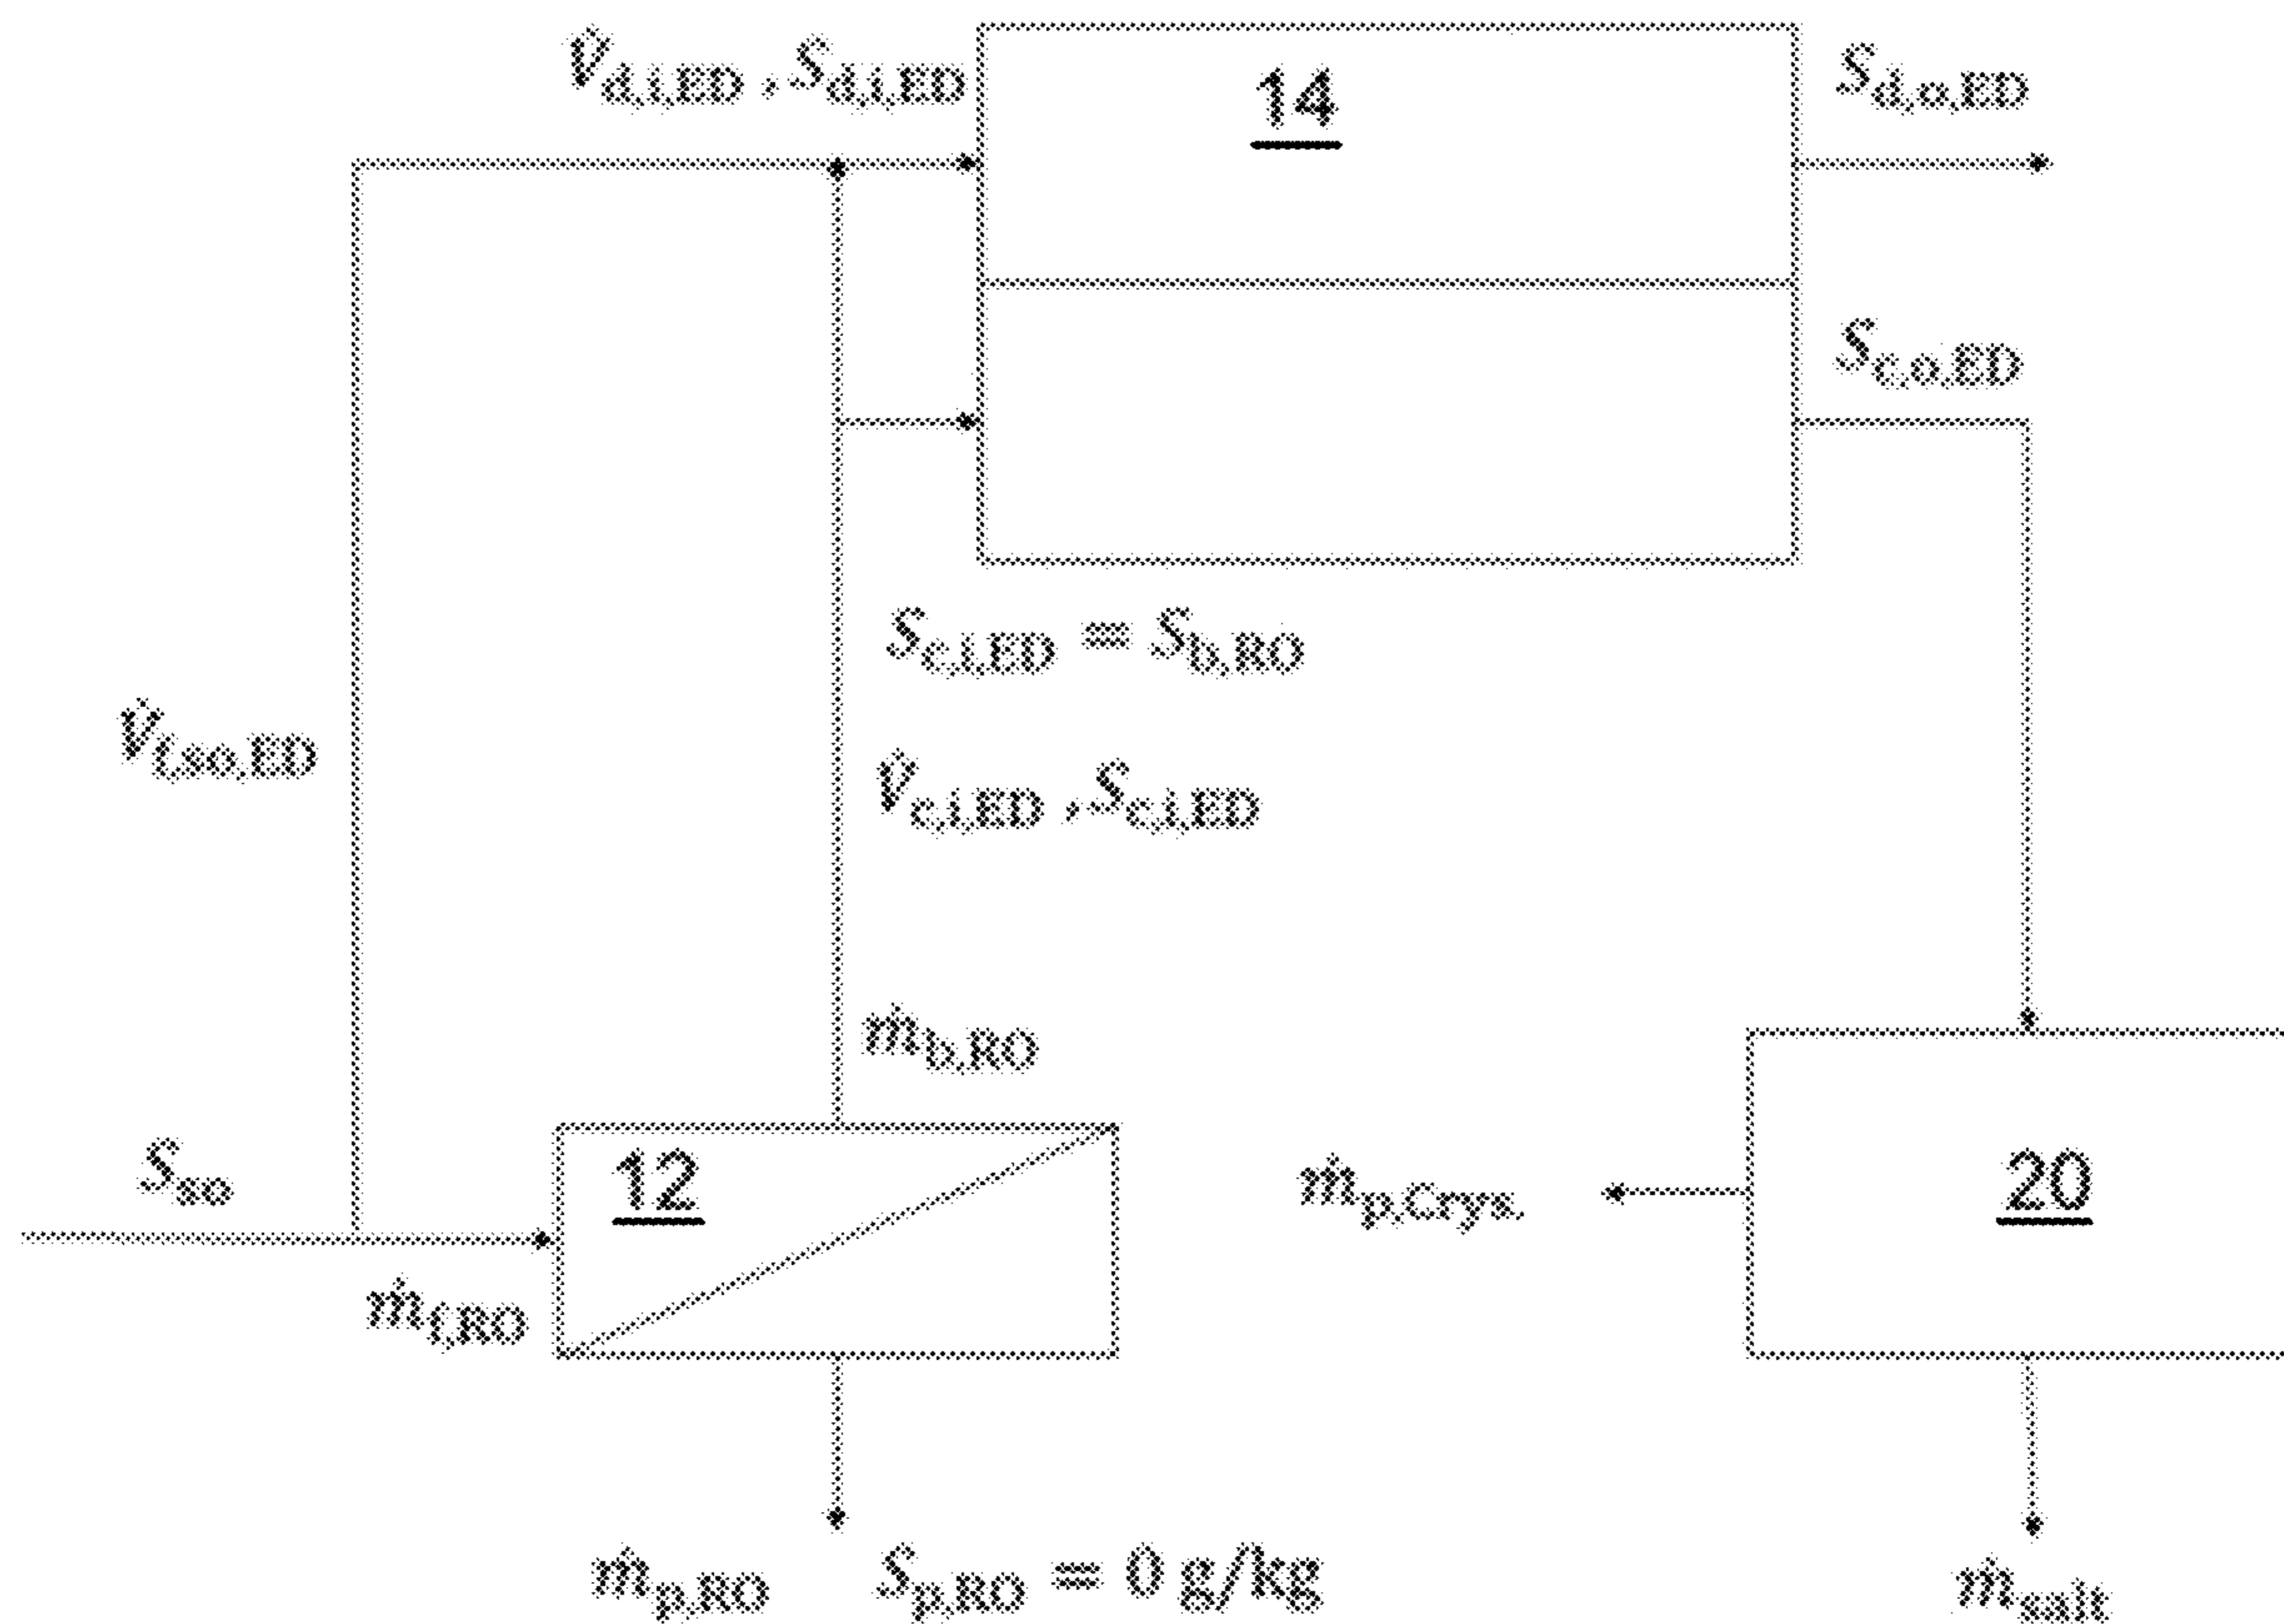 V̇d,i,ED , Sd,i,ED
14
Sd,o,ED
Sc,o,ED
Sc,i,ED = Sb,RO
V̇f,so,ED
V̇c,i,ED , Sc,i,ED
ṁb,RO
Sso
12
ṁp,Crys.
20
ṁf,RO
ṁp,RO Sp,RO = 0 g/kg
ṁsalt